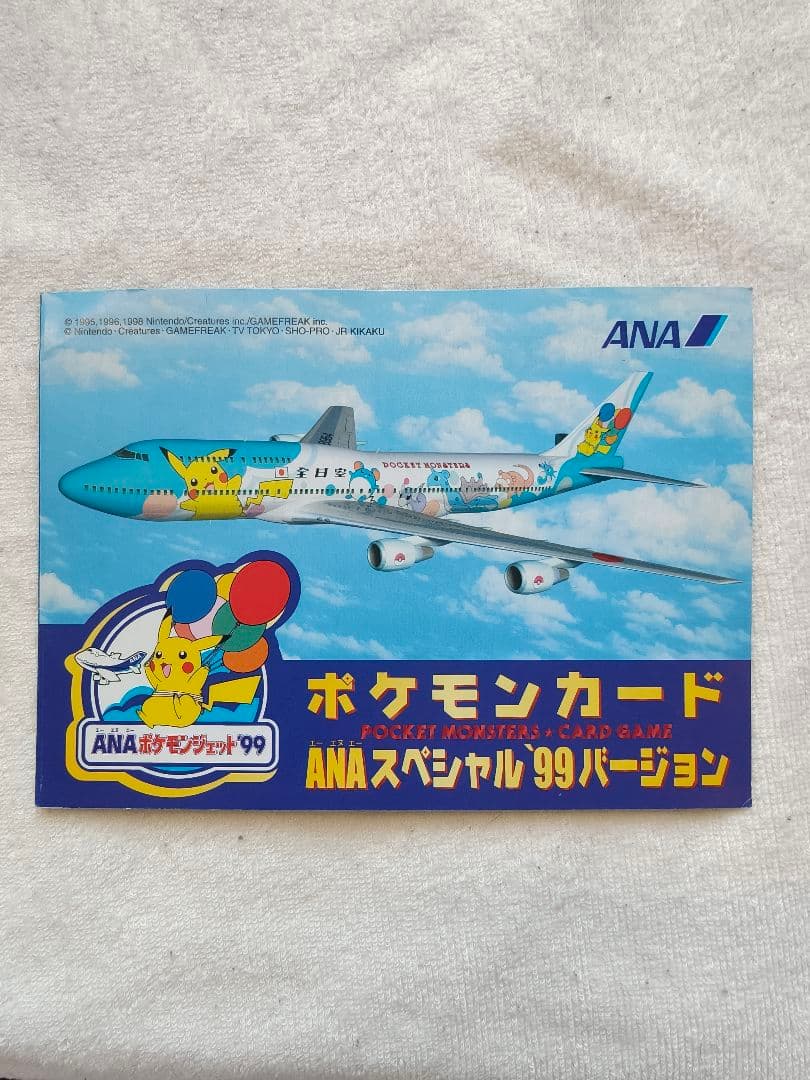 © 1995,1996,1998 Nintendo/Creatures inc./GAMEFREAK inc.
© Nintendo・Creatures・GAMEFREAK・TV TOKYO・SHO-PRO・JR KIKAKU
ANA
全日空
POCKET MONSTERS
エー エヌ エー
ANAポケモンジェット'99
ポケモンカード
POCKET MONSTERS ★ CARD GAME
エー エヌ エー
ANAスペシャル'99バージョン